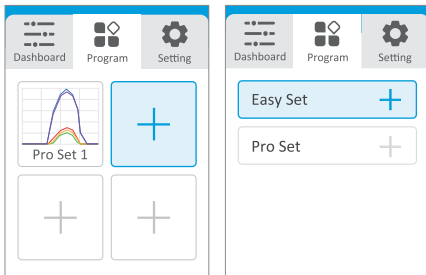 Dashboard
Program
Setting
Pro Set 1
Dashboard
Program
Setting
Easy Set
Pro Set